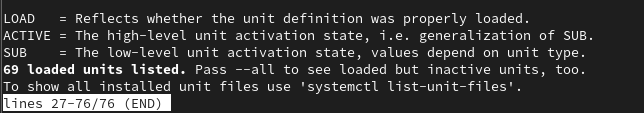 LOAD   = Reflects whether the unit definition was properly loaded.
ACTIVE = The high-level unit activation state, i.e. generalization of SUB.
SUB    = The low-level unit activation state, values depend on unit type.
69 loaded units listed. Pass --all to see loaded but inactive units, too.
To show all installed unit files use 'systemctl list-unit-files'.
lines 27-76/76 (END)